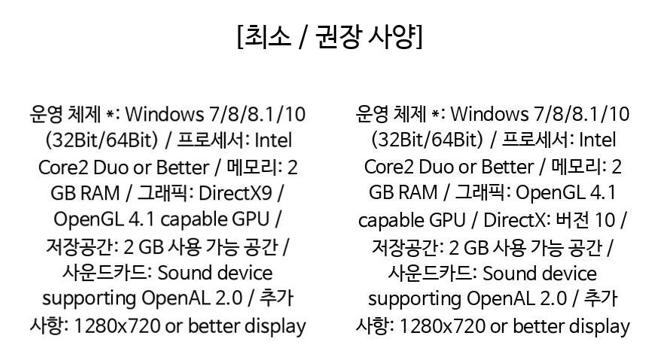 [최소 / 권장 사양]
운영 체제 *: Windows 7/8/8.1/10
(32Bit/64Bit) / 프로세서: Intel
Core2 Duo or Better / 메모리: 2
GB RAM / 그래픽: DirectX9 /
OpenGL 4.1 capable GPU /
저장공간: 2 GB 사용 가능 공간 /
사운드카드: Sound device
supporting OpenAL 2.0 / 추가
사항: 1280x720 or better display
운영 체제 *: Windows 7/8/8.1/10
(32Bit/64Bit) / 프로세서: Intel
Core2 Duo or Better / 메모리: 2
GB RAM / 그래픽: OpenGL 4.1
capable GPU / DirectX: 버전 10 /
저장공간: 2 GB 사용 가능 공간 /
사운드카드: Sound device
supporting OpenAL 2.0 / 추가
사항: 1280x720 or better display